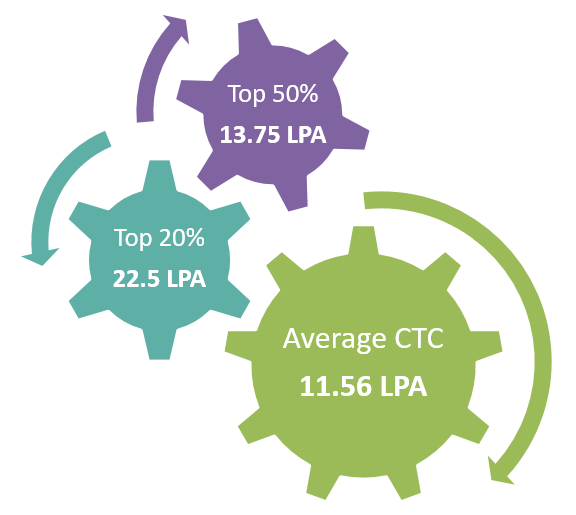 Top 50%
13.75 LPA
Top 20%
22.5 LPA
Average CTC
11.56 LPA